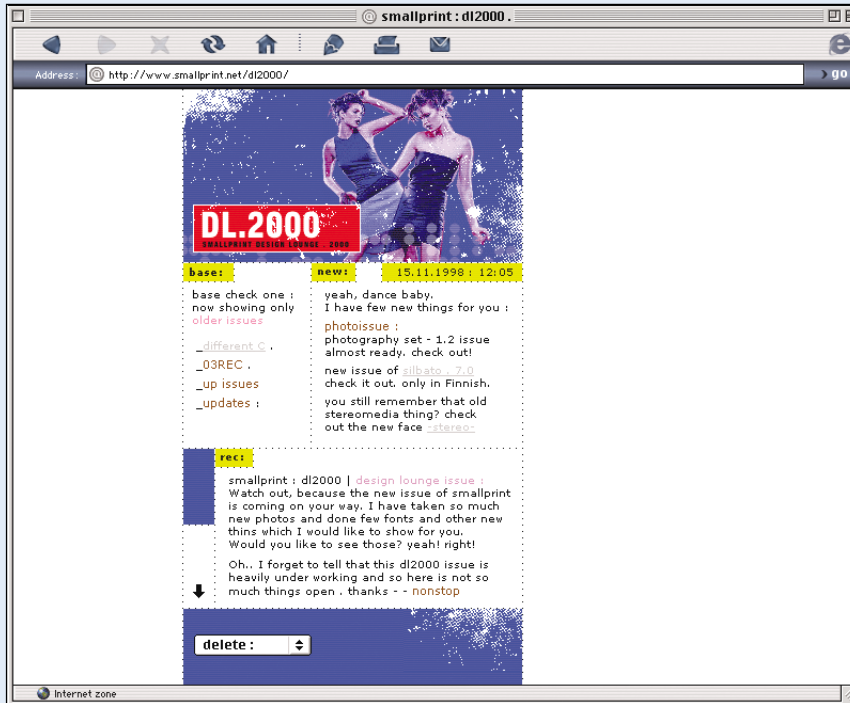 smallprint : dl2000 .
Address: @ http://www.smallprint.net/dl2000/
go
DL.2000
SMALLPRINT DESIGN LOUNGE . 2000
base:
new:
15.11.1998 : 12:05
base check one :
now showing only
older issues
_different C .
_03REC .
_up issues
_updates :
yeah, dance baby.
I have few new things for you :
photoissue :
photography set - 1.2 issue
almost ready. check out!
new issue of silbato . 7.0
check it out. only in Finnish.
you still remember that old
stereomedia thing? check
out the new face -stereo-
rec:
smallprint : dl2000 | design lounge issue :
Watch out, because the new issue of smallprint
is coming on your way. I have taken so much
new photos and done few fonts and other new
thins which I would like to show for you.
Would you like to see those? yeah! right!
Oh.. I forget to tell that this dl2000 issue is
heavily under working and so here is not so
much things open . thanks - - nonstop
delete :
Internet zone